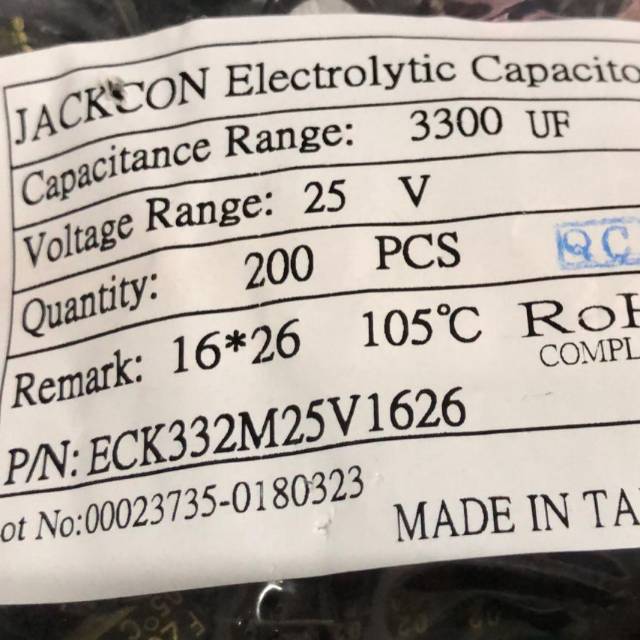 JACKCON Electrolytic Capacito
Capacitance Range: 3300 UF
Voltage Range: 25 V
Quantity: 200 PCS QC
Remark: 16*26 105℃ RoH
COMPL
P/N: ECK332M25V1626
ot No:00023735-0180323
MADE IN TA